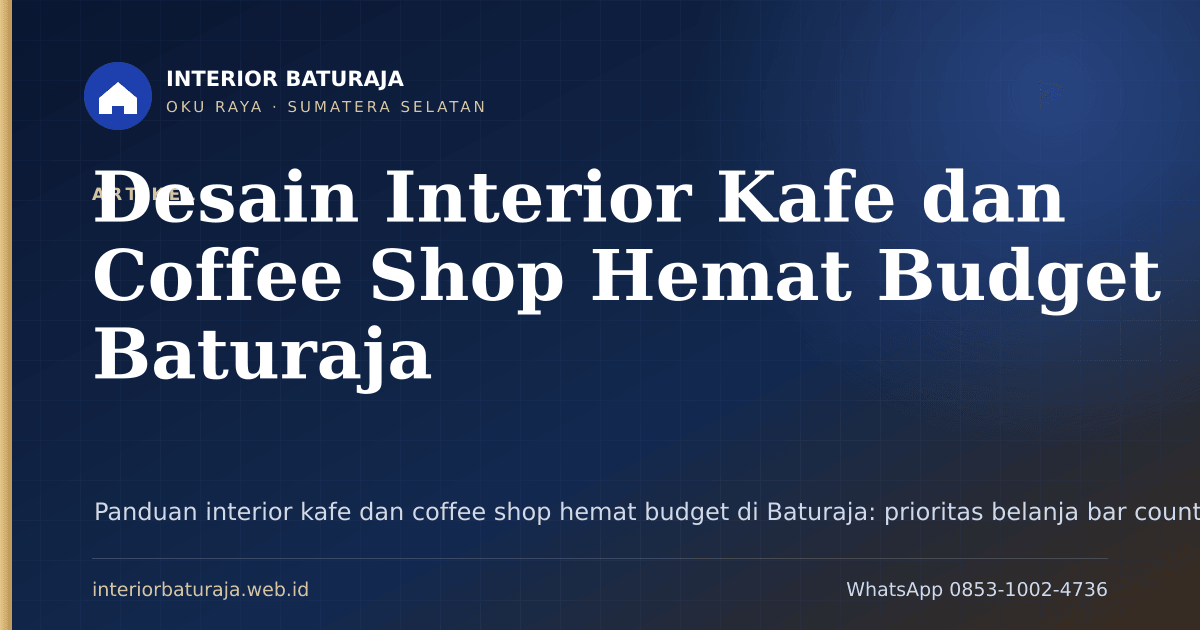 INTERIOR BATURAJA
OKU RAYA · SUMATERA SELATAN
ARTIKEL
Desain Interior Kafe dan
Coffee Shop Hemat Budget
Baturaja
Panduan interior kafe dan coffee shop hemat budget di Baturaja: prioritas belanja bar count
interiorbaturaja.web.id
WhatsApp 0853-1002-4736